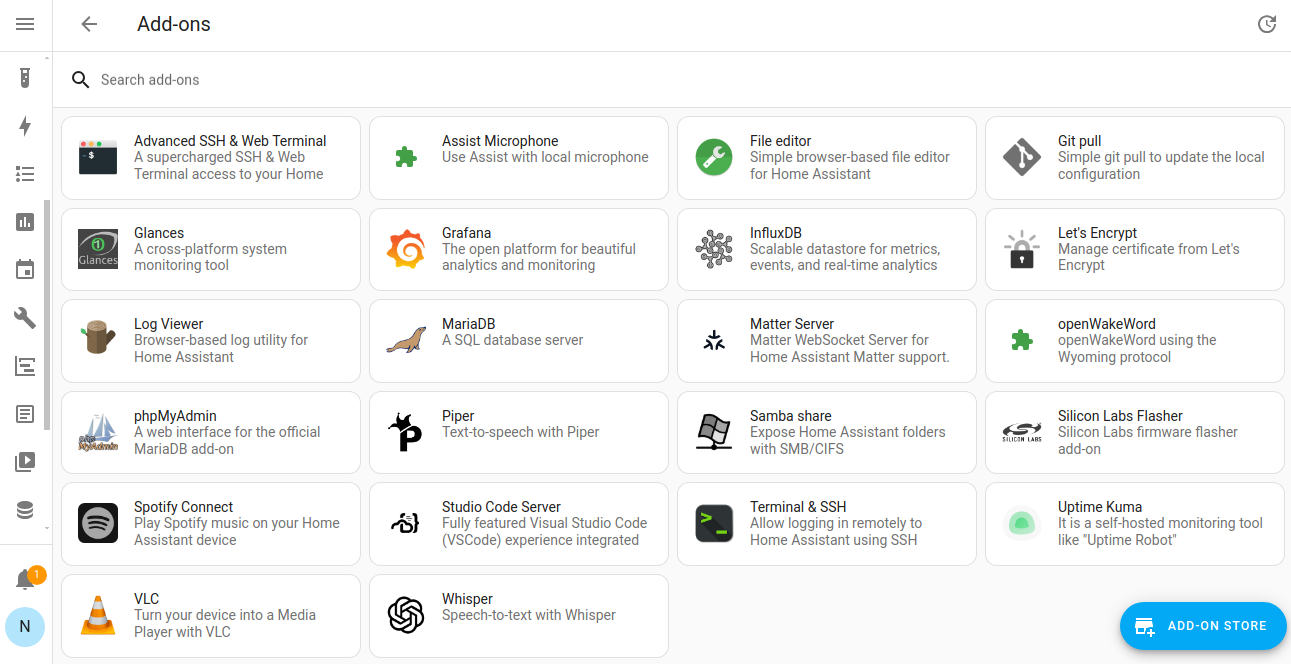 Add-ons
Search add-ons
Advanced SSH & Web Terminal
A supercharged SSH & Web
Terminal access to your Home
Assist Microphone
Use Assist with local microphone
File editor
Simple browser-based file editor
for Home Assistant
Git pull
Simple git pull to update the local
configuration
$
Glances
Glances
A cross-platform system
monitoring tool
Grafana
The open platform for beautiful
analytics and monitoring
InfluxDB
Scalable datastore for metrics,
events, and real-time analytics
Let's Encrypt
Manage certificate from Let's
Encrypt
Log Viewer
Browser-based log utility for
Home Assistant
MariaDB
A SQL database server
Matter Server
Matter WebSocket Server for
Home Assistant Matter support.
openWakeWord
openWakeWord using the
Wyoming protocol
php
MyAdmin
phpMyAdmin
A web interface for the official
MariaDB add-on
Piper
Text-to-speech with Piper
Samba share
Expose Home Assistant folders
with SMB/CIFS
SILICON LABS
Silicon Labs Flasher
Silicon Labs firmware flasher
add-on
Spotify Connect
Play Spotify music on your Home
Assistant device
Studio Code Server
Fully featured Visual Studio Code
(VSCode) experience integrated
Terminal & SSH
Allow logging in remotely to
Home Assistant using SSH
Uptime Kuma
It is a self-hosted monitoring tool
like "Uptime Robot"
1
N
VLC
Turn your device into a Media
Player with VLC
Whisper
Speech-to-text with Whisper
ADD-ON STORE